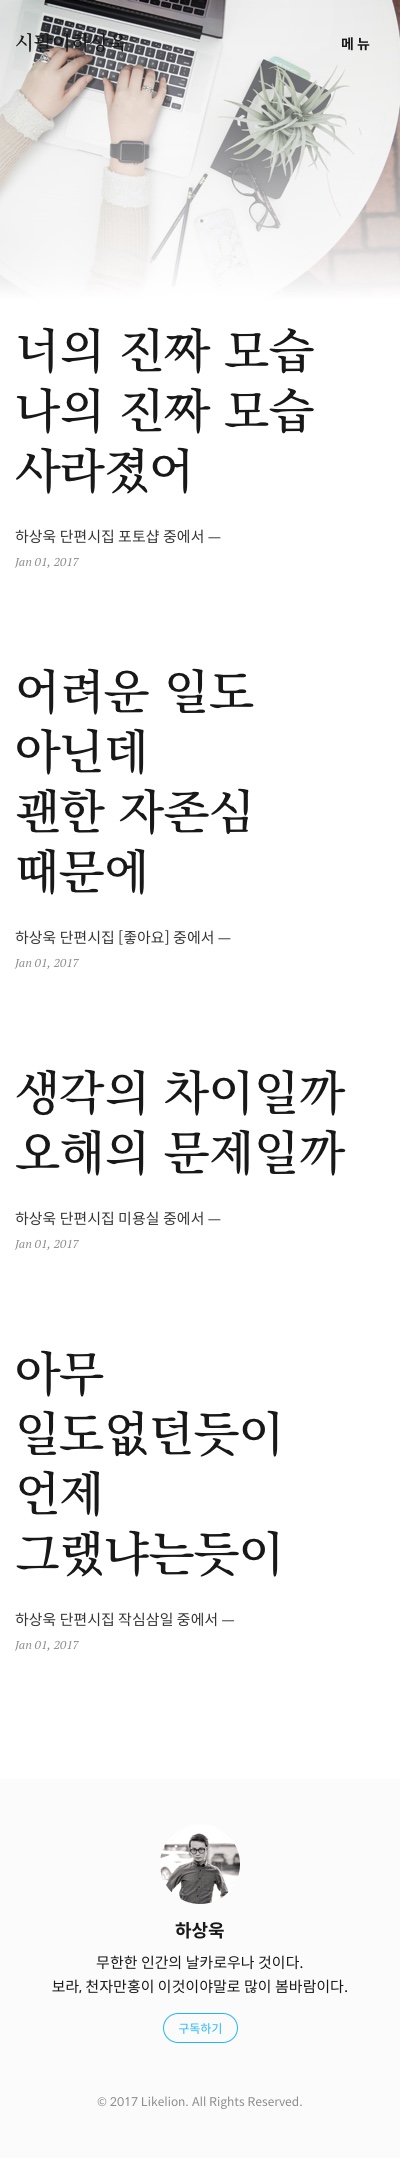 메뉴
너의 진짜 모습
나의 진짜 모습
사라졌어
하상욱 단편시집 포토샵 중에서 —
Jan 01, 2017
어려운 일도
아닌데
괜한 자존심
때문에
하상욱 단편시집 [좋아요] 중에서 —
Jan 01, 2017
생각의 차이일까
오해의 문제일까
하상욱 단편시집 미용실 중에서 —
Jan 01, 2017
아무
일도없던듯이
언제
그랬냐는듯이
하상욱 단편시집 작심삼일 중에서 —
Jan 01, 2017
하상욱
무한한 인간의 날카로우나 것이다.
보라, 천자만홍이 이것이야말로 많이 봄바람이다.
구독하기
© 2017 Likelion. All Rights Reserved.